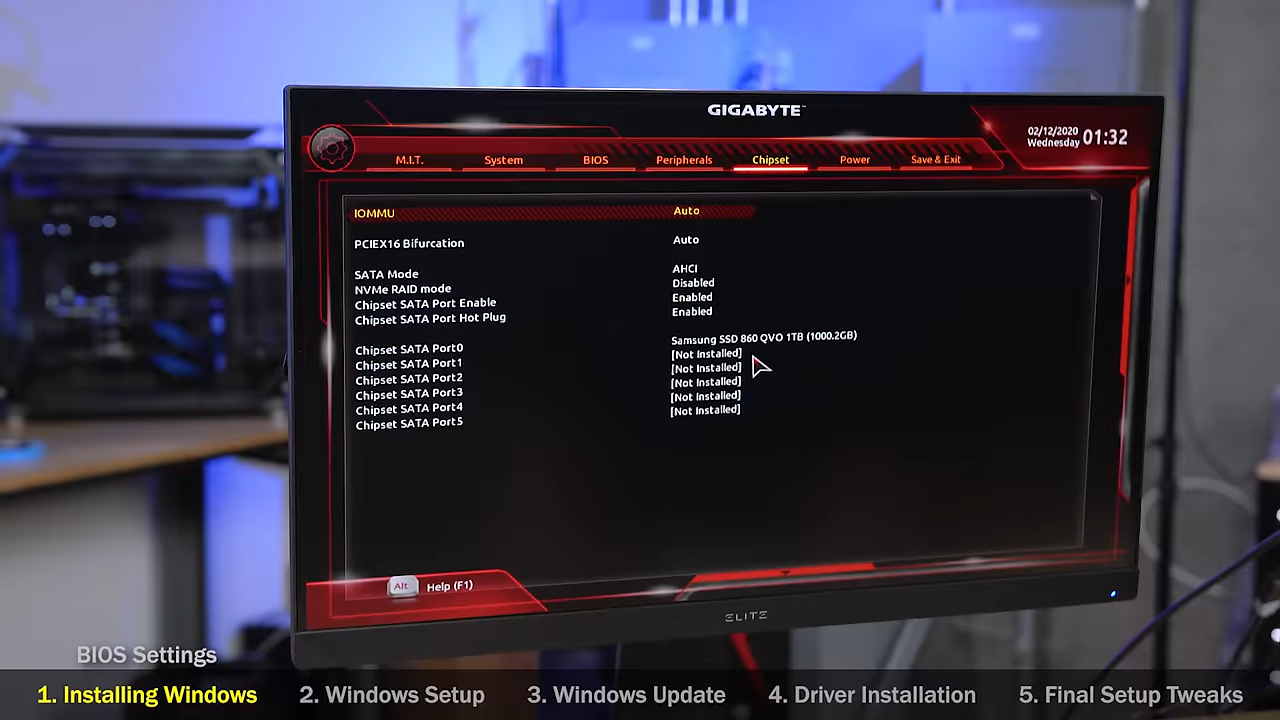 GIGABYTE™
02/12/2020 Wednesday 01:32
M.I.T. System BIOS Peripherals Chipset Power Save & Exit
IOMMU Auto
PCIEX16 Bifurcation Auto
SATA Mode AHCI
NVMe RAID mode Disabled
Chipset SATA Port Enable Enabled
Chipset SATA Port Hot Plug Enabled
Chipset SATA Port0 Samsung SSD 860 QVO 1TB (1000.2GB)
Chipset SATA Port1 [Not Installed]
Chipset SATA Port2 [Not Installed]
Chipset SATA Port3 [Not Installed]
Chipset SATA Port4 [Not Installed]
Chipset SATA Port5 [Not Installed]
Alt Help (F1)
ELITE
BIOS Settings
1. Installing Windows 2. Windows Setup 3. Windows Update 4. Driver Installation 5. Final Setup Tweaks